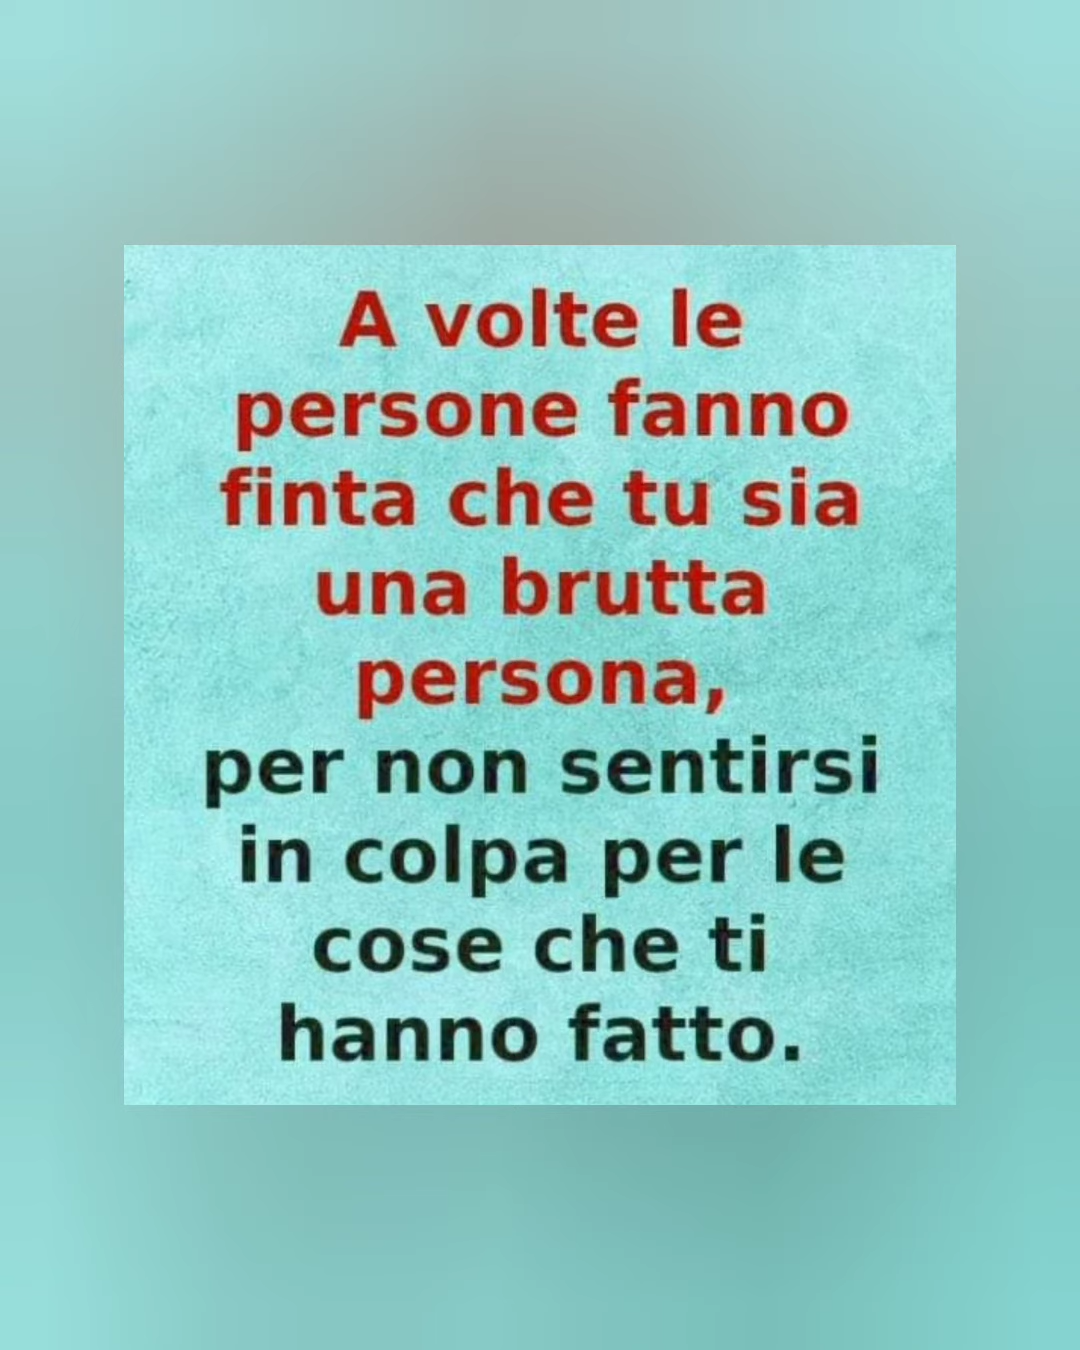 A volte le
persone fanno
finta che tu sia
una brutta
persona,
per non sentirsi
in colpa per le
cose che ti
hanno fatto.